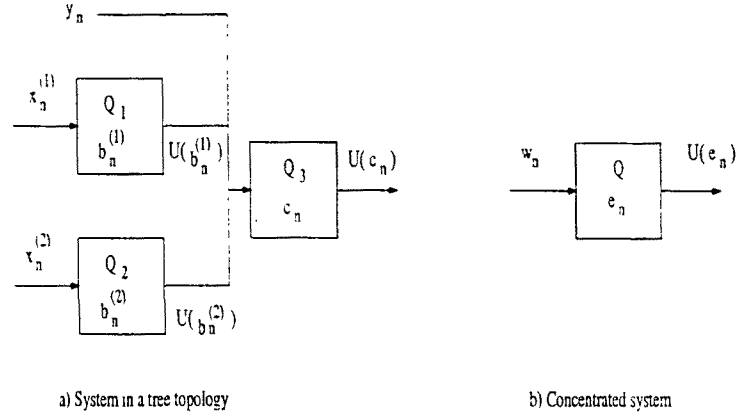 y_n
x_n^(1)
Q_1
b_n^(1)
U(b_n^(1))
Q_3
c_n
U(c_n)
x_n^(2)
Q_2
b_n^(2)
U(b_n^(2))
w_n
Q
e_n
U(e_n)
a) System in a tree topology
b) Concentrated system